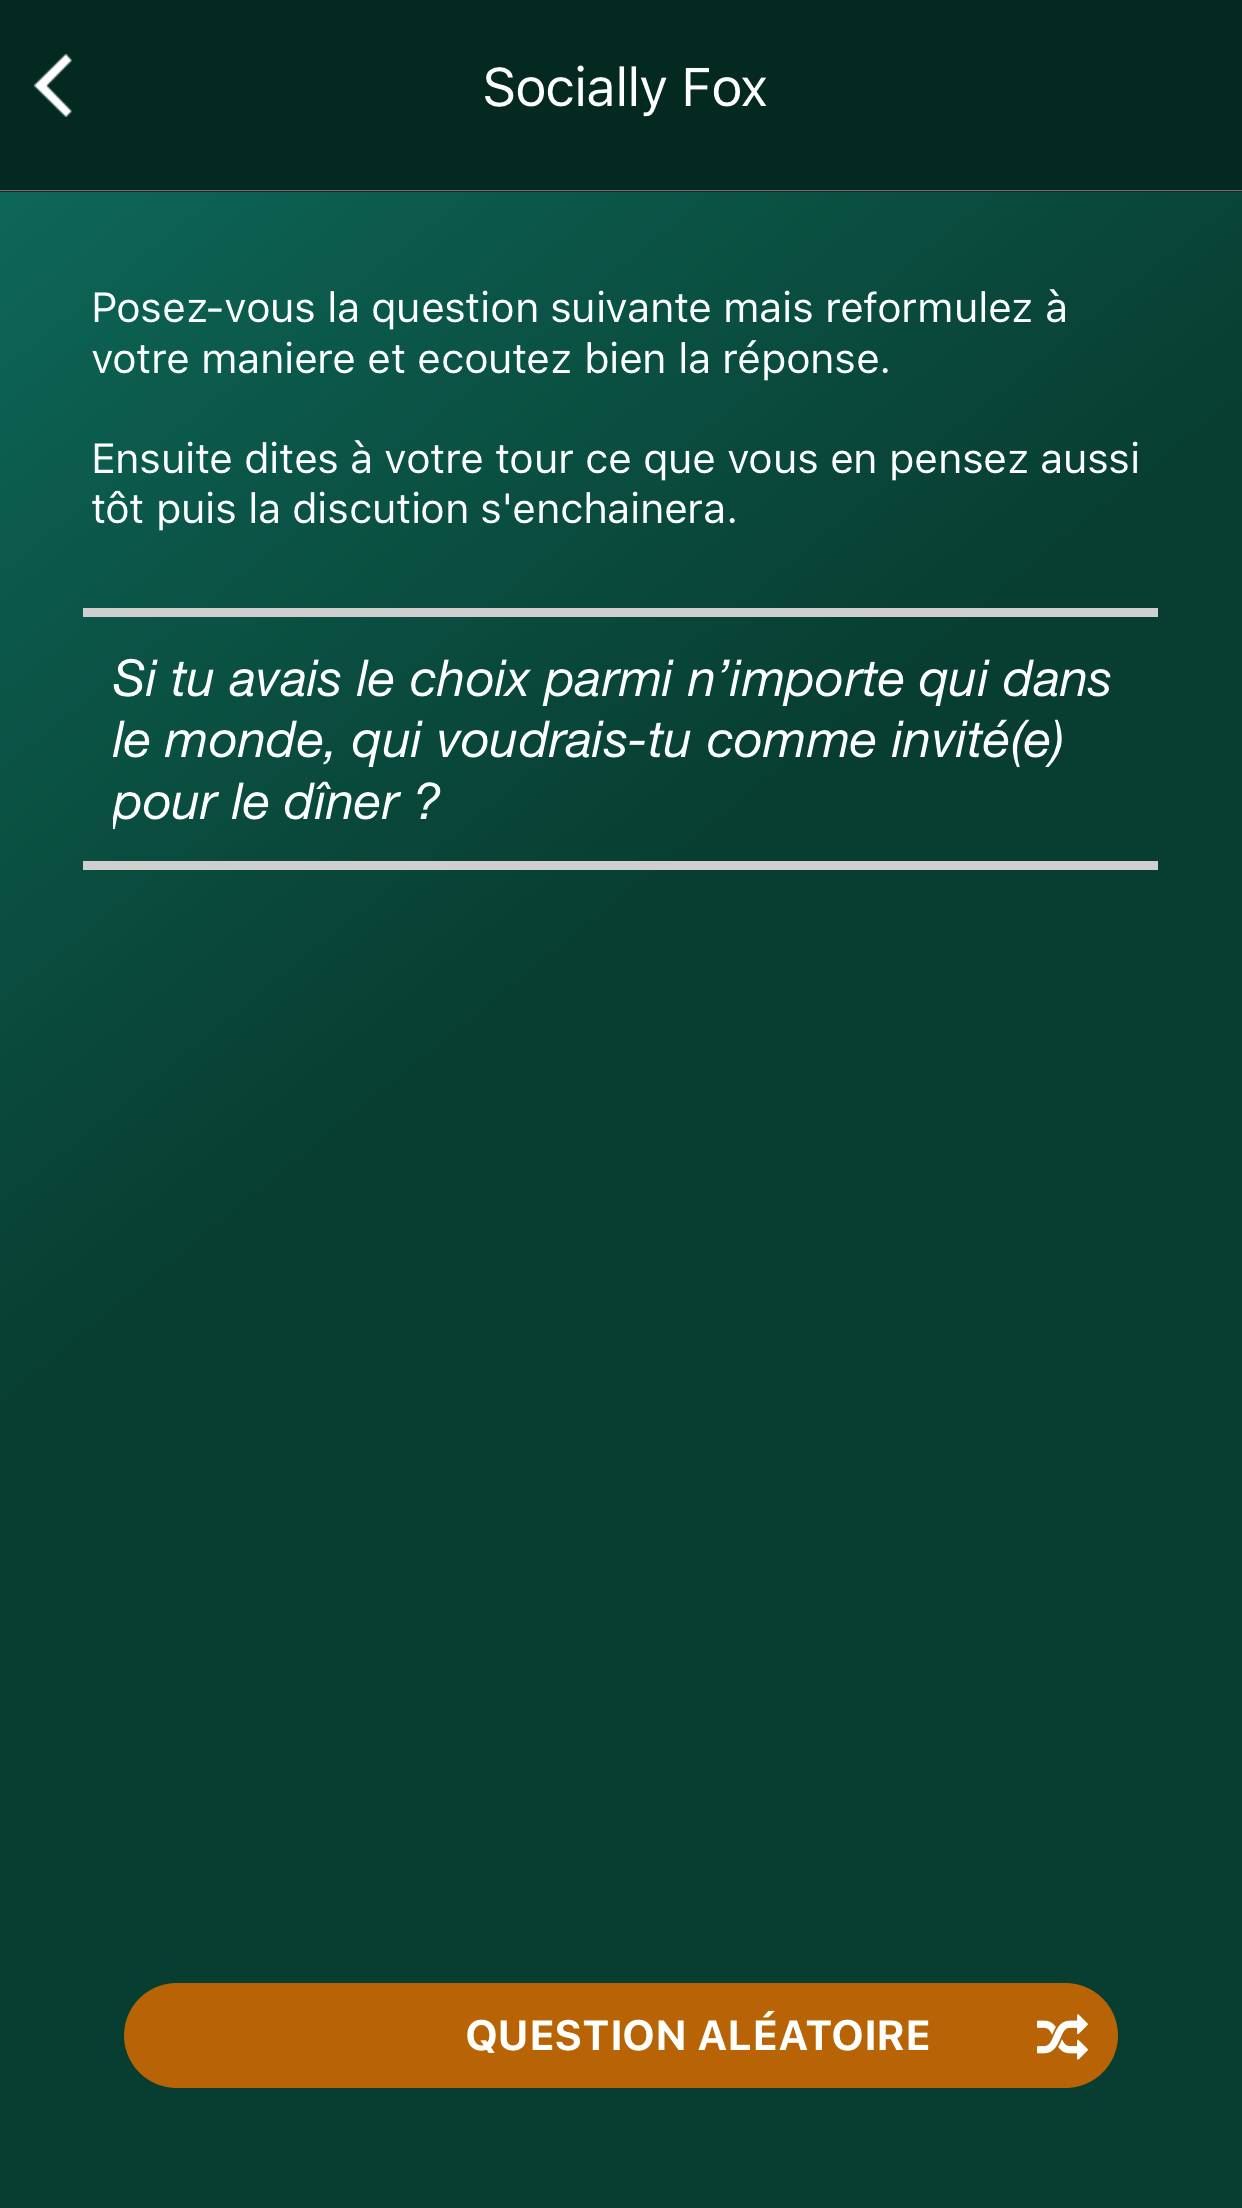 Socially Fox
Posez-vous la question suivante mais reformulez à
votre maniere et ecoutez bien la réponse.
Ensuite dites à votre tour ce que vous en pensez aussi
tôt puis la discution s'enchainera.
Si tu avais le choix parmi n’importe qui dans
le monde, qui voudrais-tu comme invité(e)
pour le dîner ?
QUESTION ALÉATOIRE